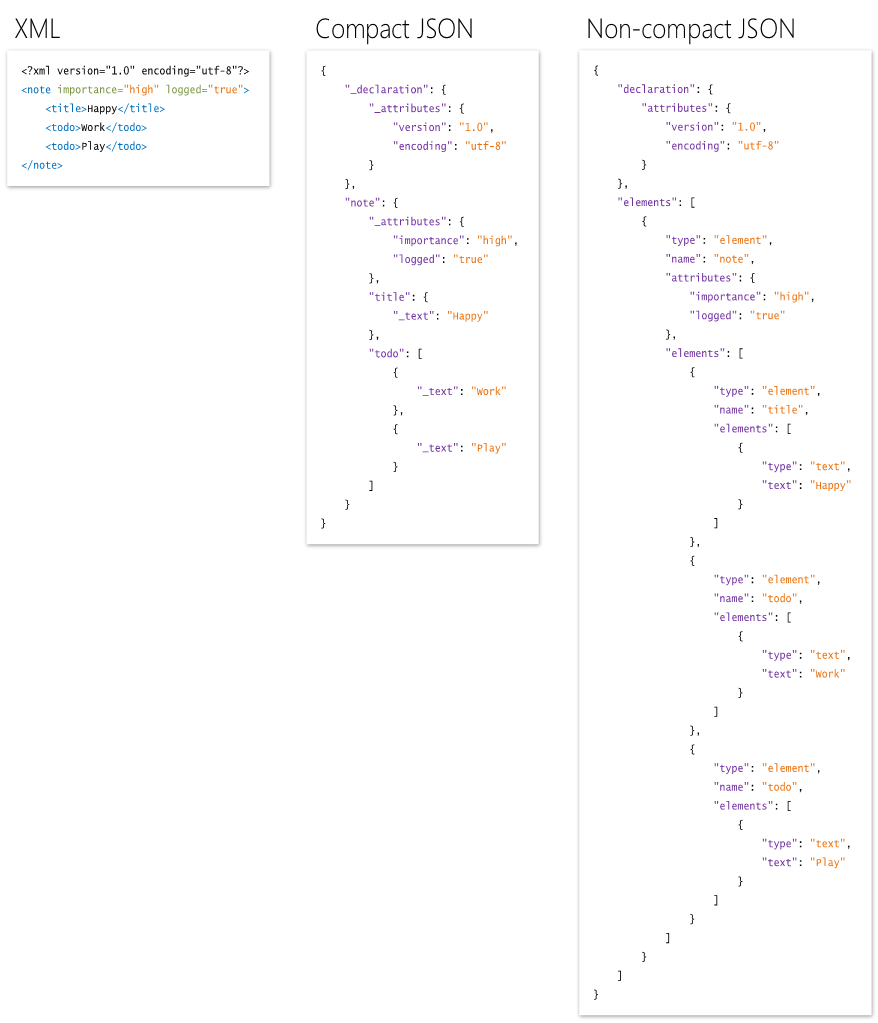 XML
<?xml version="1.0" encoding="utf-8"?>
<note importance="high" logged="true">
    <title>Happy</title>
    <todo>Work</todo>
    <todo>Play</todo>
</note>
Compact JSON
{
    "_declaration": {
        "_attributes": {
            "version": "1.0",
            "encoding": "utf-8"
        }
    },
    "note": {
        "_attributes": {
            "importance": "high",
            "logged": "true"
        },
        "title": {
            "_text": "Happy"
        },
        "todo": [
            {
                "_text": "Work"
            },
            {
                "_text": "Play"
            }
        ]
    }
}
Non-compact JSON
{
    "declaration": {
        "attributes": {
            "version": "1.0",
            "encoding": "utf-8"
        }
    },
    "elements": [
        {
            "type": "element",
            "name": "note",
            "attributes": {
                "importance": "high",
                "logged": "true"
            },
            "elements": [
                {
                    "type": "element",
                    "name": "title",
                    "elements": [
                        {
                            "type": "text",
                            "text": "Happy"
                        }
                    ]
                },
                {
                    "type": "element",
                    "name": "todo",
                    "elements": [
                        {
                            "type": "text",
                            "text": "Work"
                        }
                    ]
                },
                {
                    "type": "element",
                    "name": "todo",
                    "elements": [
                        {
                            "type": "text",
                            "text": "Play"
                        }
                    ]
                }
            ]
        }
    ]
}